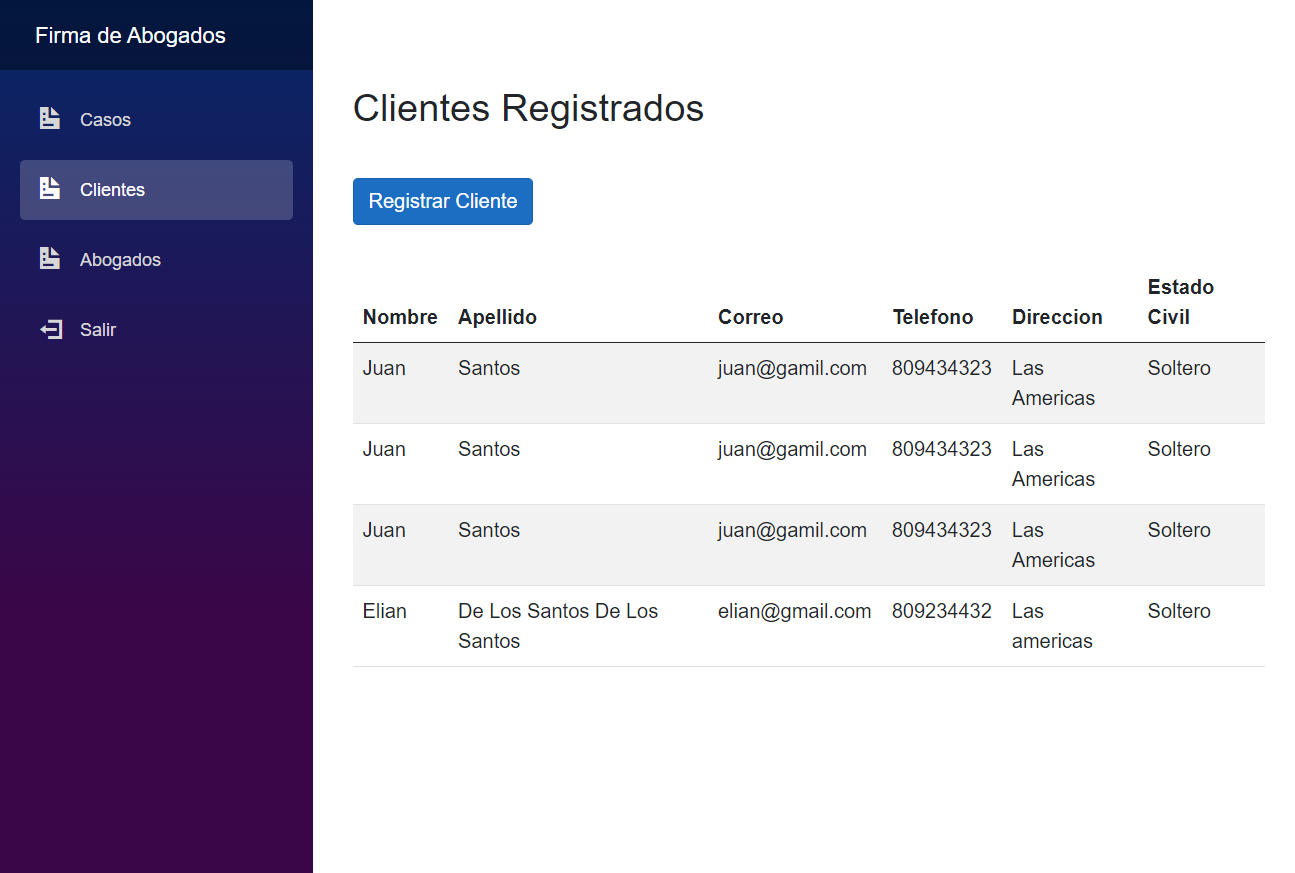 Firma de Abogados
Casos
Clientes
Abogados
Salir
Clientes Registrados
Registrar Cliente
Nombre Apellido Correo Telefono Direccion Estado
Civil
Juan Santos juan@gamil.com 809434323 Las
Americas Soltero
Juan Santos juan@gamil.com 809434323 Las
Americas Soltero
Juan Santos juan@gamil.com 809434323 Las
Americas Soltero
Elian De Los Santos De Los
Santos elian@gmail.com 809234432 Las
americas Soltero